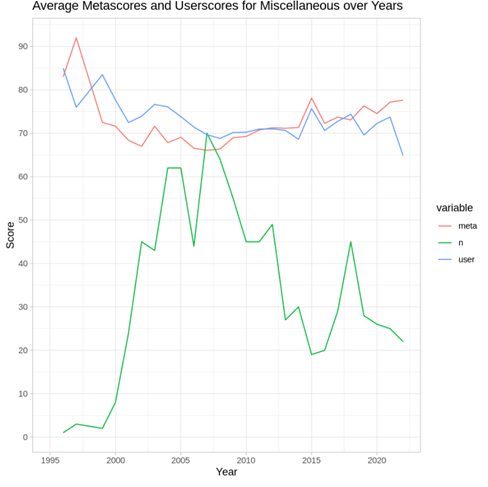 Average Metascores and Userscores for Miscellaneous over Years
90
80
70
60
50
40
30
20
10
0
Score
1995
2000
2005
2010
2015
2020
Year
variable
meta
n
user